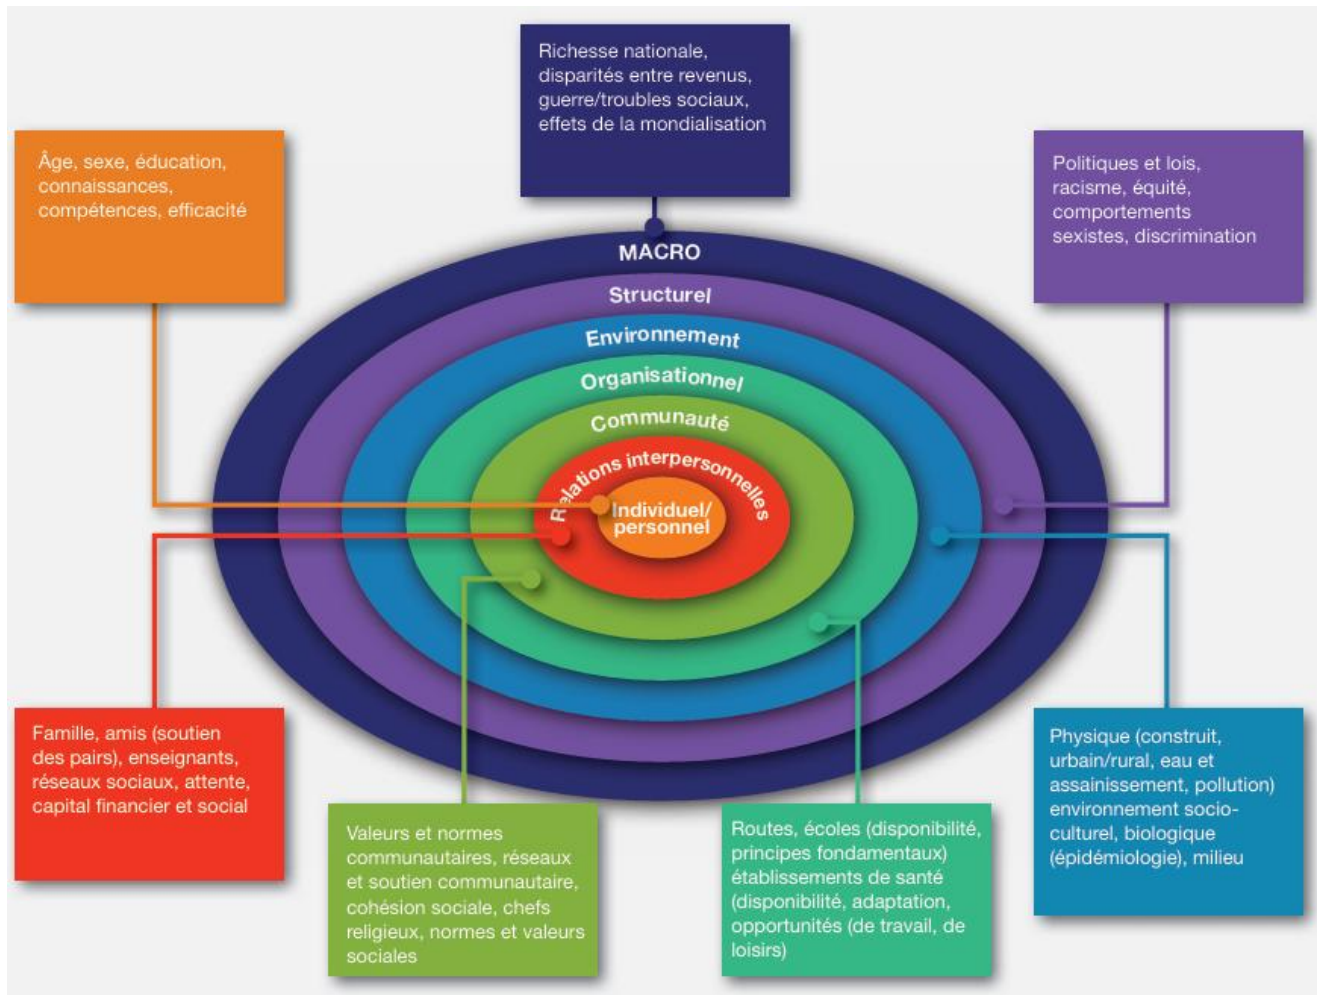 Richesse nationale,
disparités entre revenus,
guerre/troubles sociaux,
effets de la mondialisation
Âge, sexe, éducation,
connaissances,
compétences, efficacité
Politiques et lois,
racisme, équité,
comportements
sexistes, discrimination
MACRO
Structurel
Environnement
Organisationnel
Communauté
Relations interpersonnelles
Individuel/
personnel
Famille, amis (soutien
des pairs), enseignants,
réseaux sociaux, attente,
capital financier et social
Valeurs et normes
communautaires, réseaux
et soutien communautaire,
cohésion sociale, chefs
religieux, normes et valeurs
sociales
Routes, écoles (disponibilité,
principes fondamentaux)
établissements de santé
(disponibilité, adaptation,
opportunités (de travail, de
loisirs)
Physique (construit,
urbain/rural, eau et
assainissement, pollution)
environnement socio-
culturel, biologique
(épidémiologie), milieu